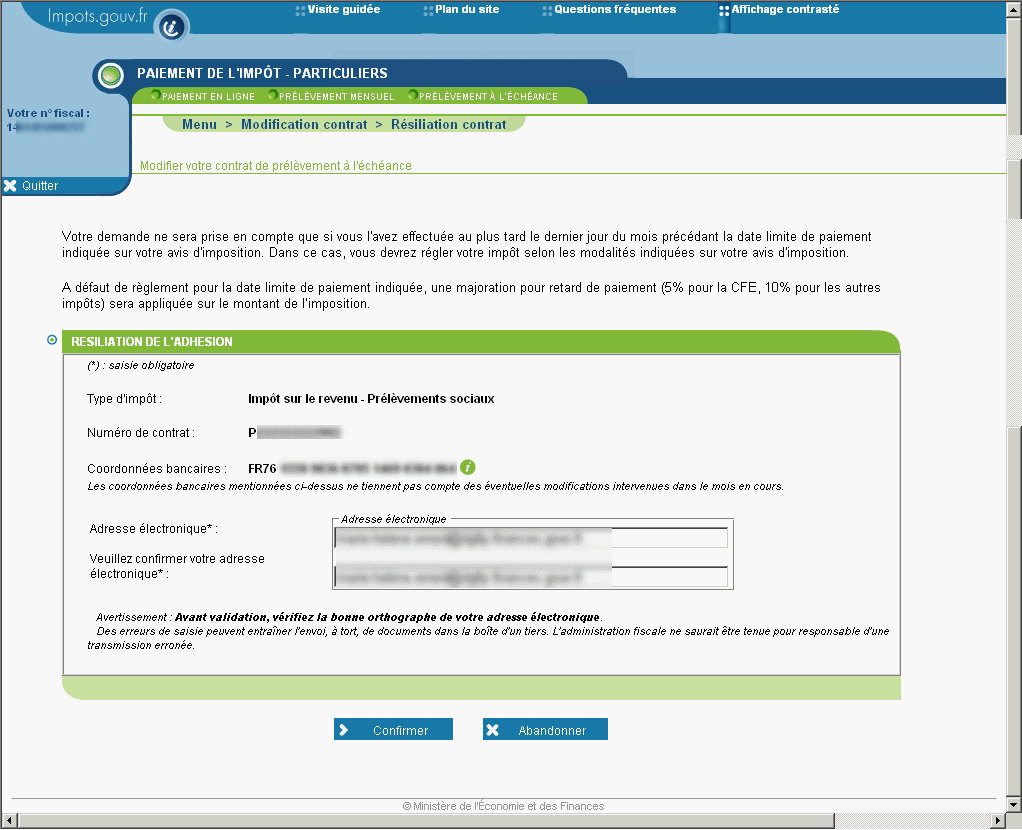 Impots.gouv.fr
Visite guidée
Plan du site
Questions fréquentes
Affichage contrasté
PAIEMENT DE L'IMPÔT - PARTICULIERS
PAIEMENT EN LIGNE
PRÉLÈVEMENT MENSUEL
PRÉLÈVEMENT À L'ÉCHÉANCE
Votre n° fiscal :
Menu > Modification contrat > Résiliation contrat
Modifier votre contrat de prélèvement à l'échéance
Quitter
Votre demande ne sera prise en compte que si vous l'avez effectuée au plus tard le dernier jour du mois précédant la date limite de paiement
indiquée sur votre avis d'imposition. Dans ce cas, vous devrez régler votre impôt selon les modalités indiquées sur votre avis d'imposition.
A défaut de règlement pour la date limite de paiement indiquée, une majoration pour retard de paiement (5% pour la CFE, 10% pour les autres
impôts) sera appliquée sur le montant de l'imposition.
RESILIATION DE L'ADHESION
(*) : saisie obligatoire
Type d'impôt : Impôt sur le revenu - Prélèvements sociaux
Numéro de contrat : P
Coordonnées bancaires : FR76
Les coordonnées bancaires mentionnées ci-dessus ne tiennent pas compte des éventuelles modifications intervenues dans le mois en cours.
Adresse électronique
Adresse électronique* :
Veuillez confirmer votre adresse
électronique* :
Avertissement : Avant validation, vérifiez la bonne orthographe de votre adresse électronique.
Des erreurs de saisie peuvent entraîner l'envoi, à tort, de documents dans la boîte d'un tiers. L'administration fiscale ne saurait être tenue pour responsable d'une
transmission erronée.
Confirmer
Abandonner
© Ministère de l'Économie et des Finances